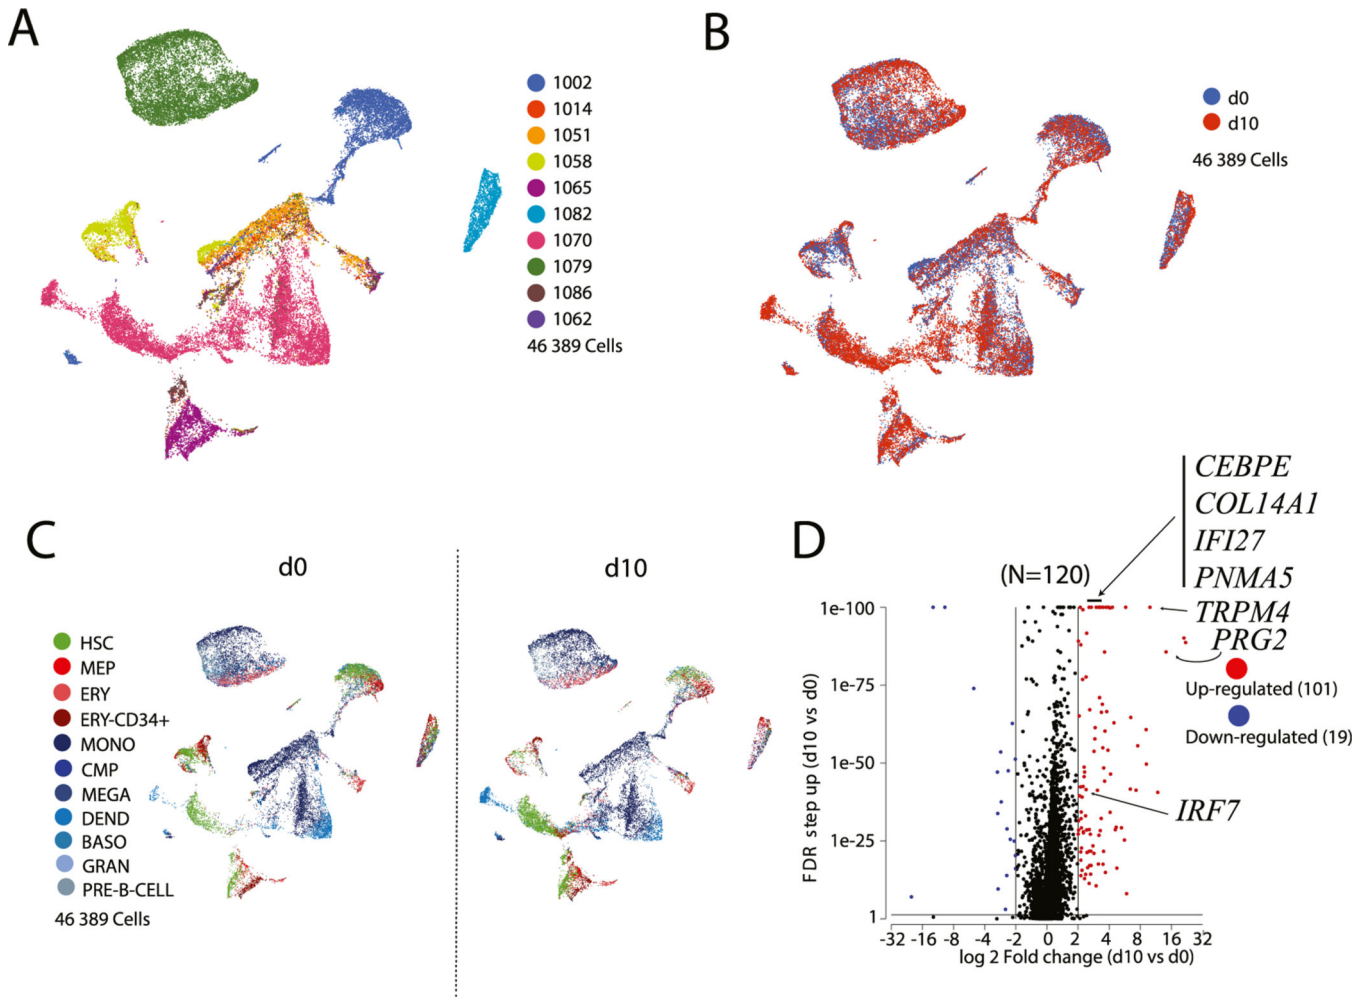 A
1002
1014
1051
1058
1065
1082
1070
1079
1086
1062
46 389 Cells
B
d0
d10
46 389 Cells
C
d0
d10
HSC
MEP
ERY
ERY-CD34+
MONO
CMP
MEGA
DEND
BASO
GRAN
PRE-B-CELL
46 389 Cells
D
CEBPE
COL14A1
IFI27
PNMA5
TRPM4
PRG2
(N=120)
Up-regulated (101)
Down-regulated (19)
IRF7
FDR step up (d10 vs d0)
1e-100
1e-75
1e-50
1e-25
1
-32 -16 -8 -4 -2 0 2 4 8 16 32
log 2 Fold change (d10 vs d0)